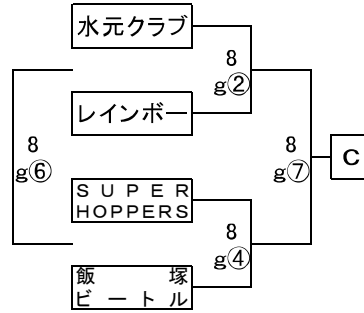 水元クラブ
8
g②
レインボー
8
g⑥
8
g⑦
C
SUPER
HOPPERS
8
g④
飯塚
ビートル